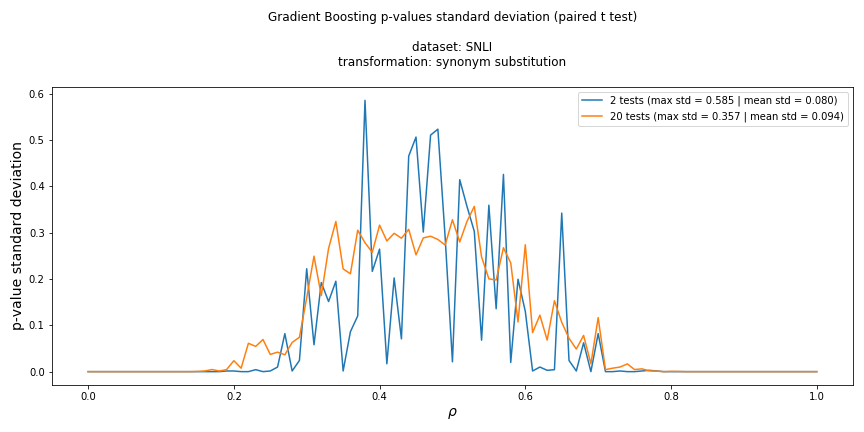 Gradient Boosting p-values standard deviation (paired t test)
dataset: SNLI
transformation: synonym substitution
2 tests (max std = 0.585 | mean std = 0.080)
20 tests (max std = 0.357 | mean std = 0.094)
p-value standard deviation
0.6
0.5
0.4
0.3
0.2
0.1
0.0
0.0 0.2 0.4 0.6 0.8 1.0
ρ